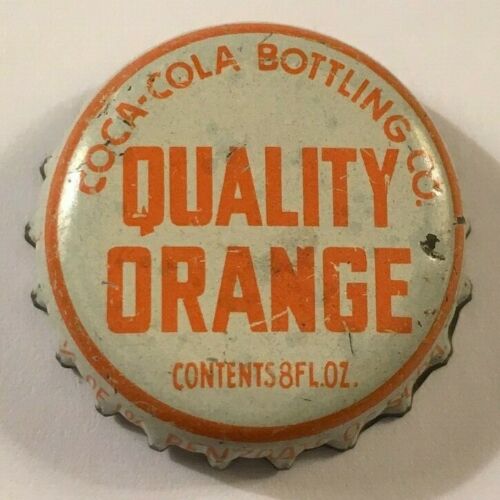 COCA-COLA BOTTLING CO.
QUALITY
ORANGE
CONTENTS 8 FL. OZ.